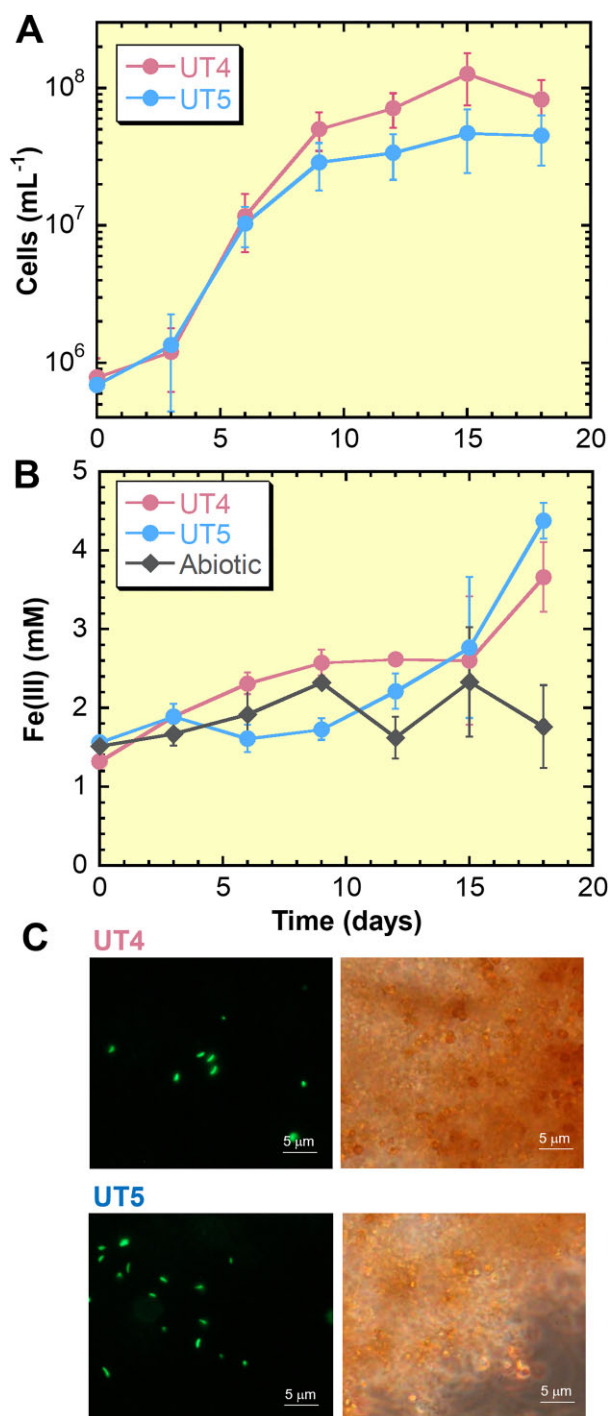 A
UT4
UT5
10⁸
10⁷
10⁶
Cells (mL⁻¹)
0 5 10 15 20
B
UT4
UT5
Abiotic
5
4
3
2
1
0
Fe(III) (mM)
0 5 10 15 20
Time (days)
C
UT4
5 µm
5 µm
UT5
5 µm
5 µm